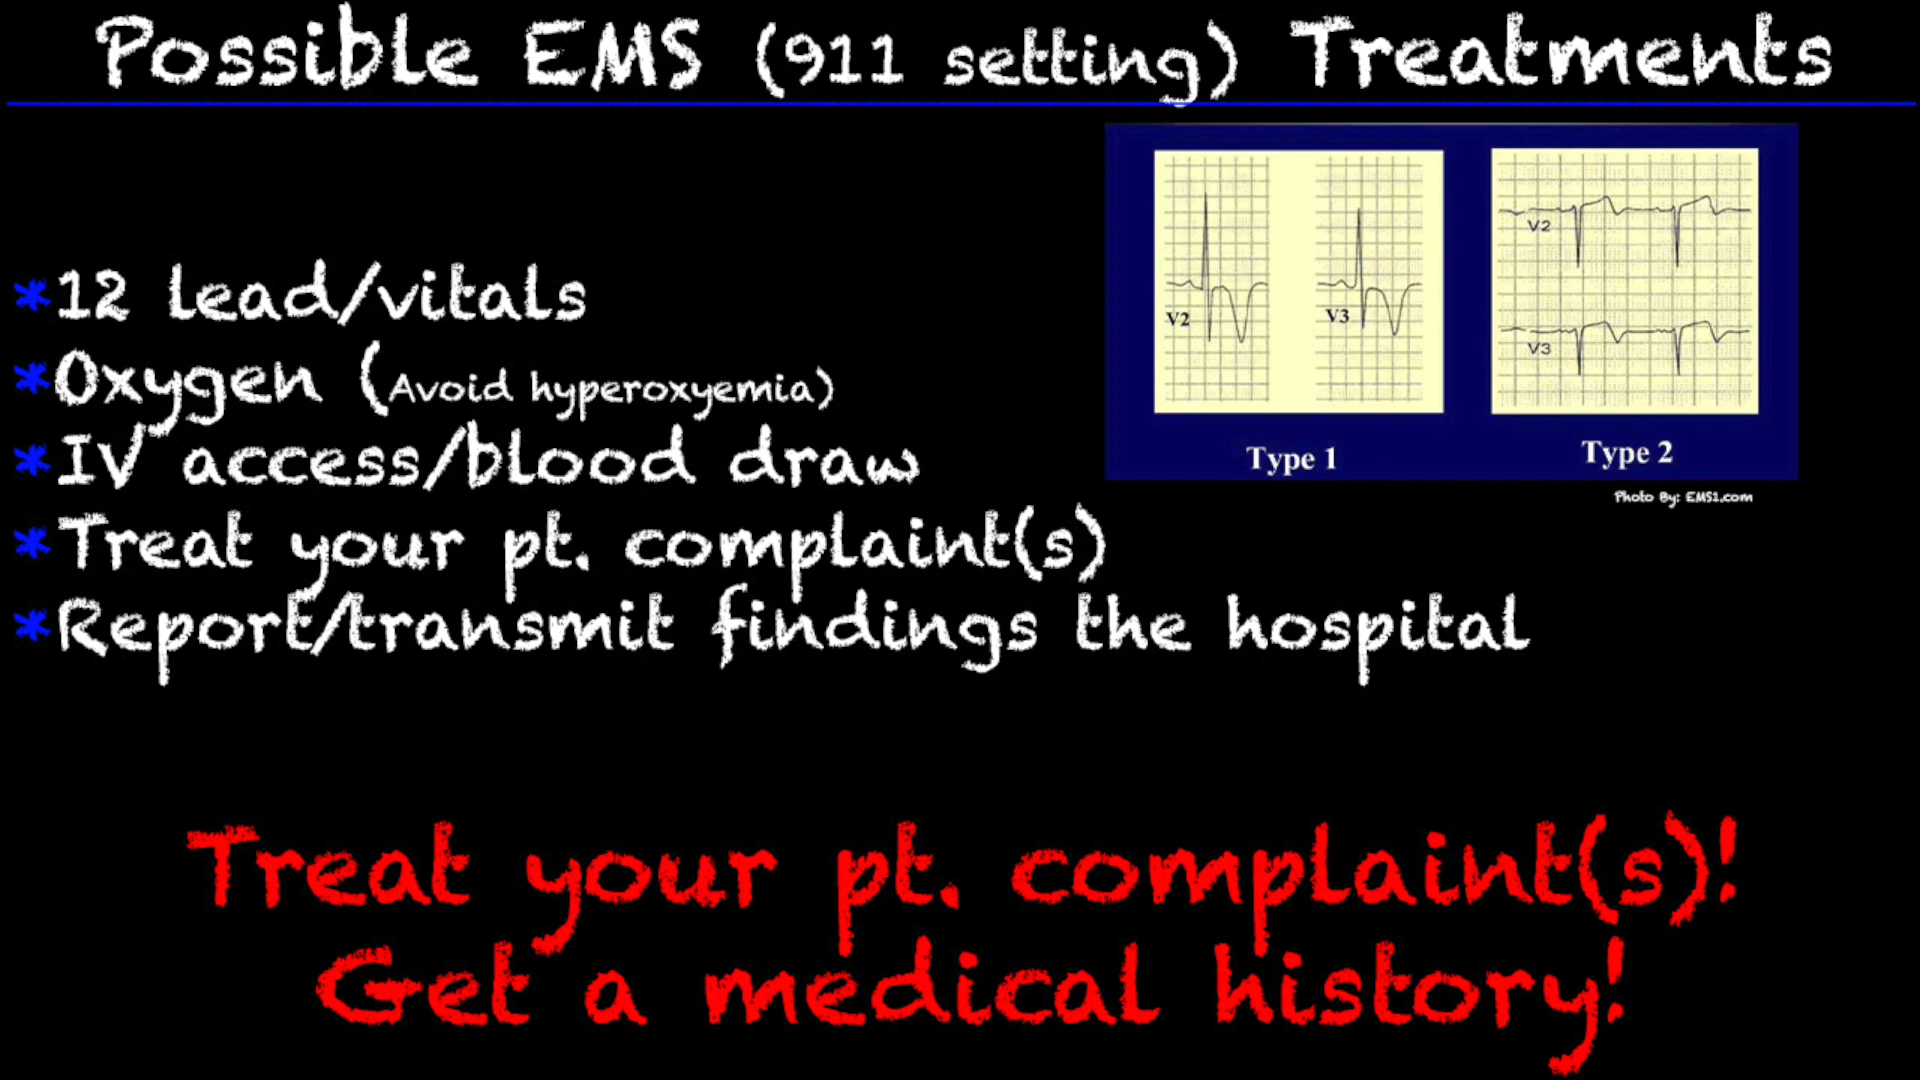 Possible EMS (911 setting) Treatments
*12 lead/vitals
*Oxygen (Avoid hyperoxyemia)
*IV access/blood draw
*Treat your pt. complaint(s)
*Report/transmit findings the hospital
V2
V3
Type 1
V2
V3
Type 2
Photo By: EMS1.com
Treat your pt. complaint(s)!
Get a medical history!